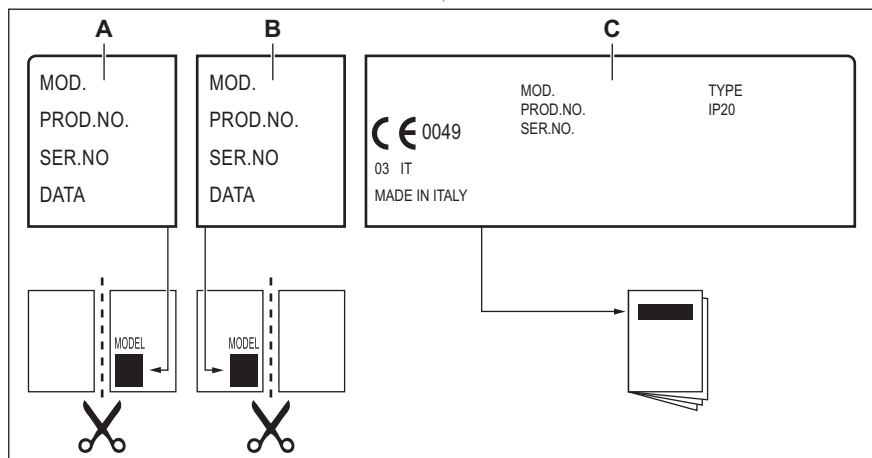 A
B
C
MOD.
PROD.NO.
SER.NO
DATA
MOD.
PROD.NO.
SER.NO
DATA
MOD.
PROD.NO.
SER.NO.
TYPE
IP20
CE 0049
03 IT
MADE IN ITALY
MODEL
MODEL